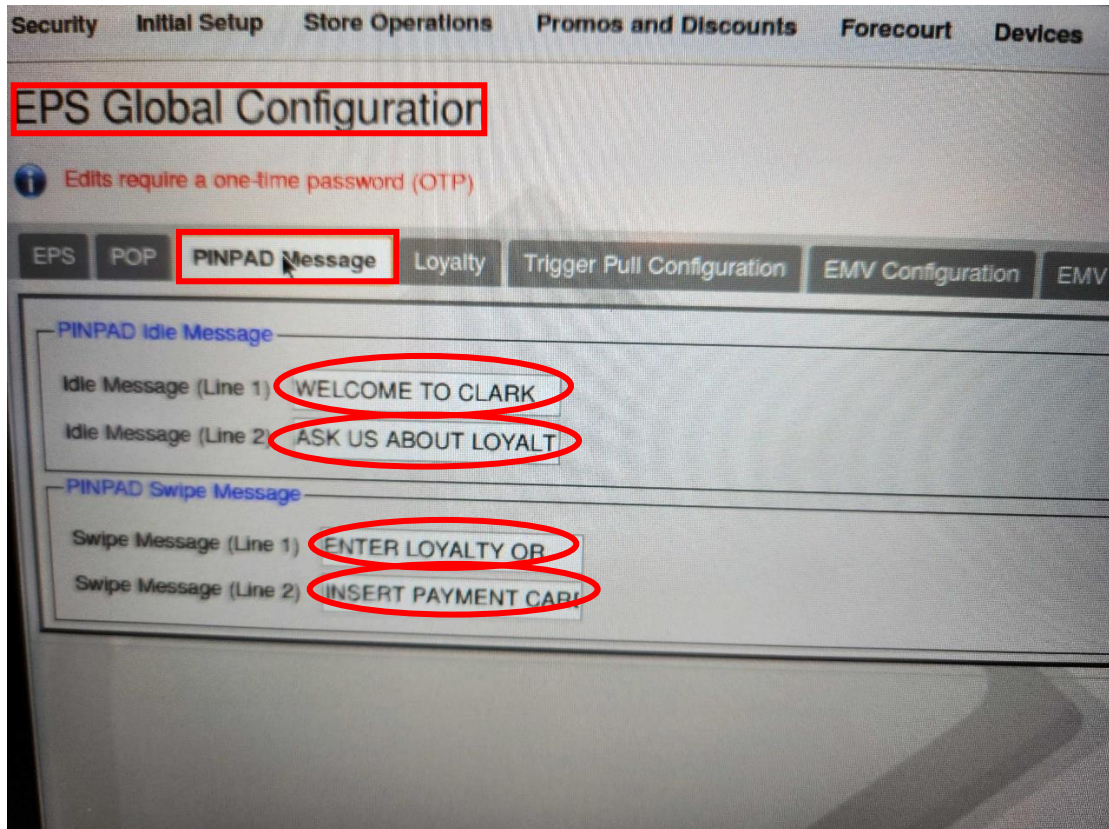 Security Initial Setup Store Operations Promos and Discounts Forecourt Devices
EPS Global Configuration
Edits require a one-time password (OTP)
EPS POP PINPAD Message Loyalty Trigger Pull Configuration EMV Configuration EMV
PINPAD Idle Message
Idle Message (Line 1) WELCOME TO CLARK
Idle Message (Line 2) ASK US ABOUT LOYALT
PINPAD Swipe Message
Swipe Message (Line 1) ENTER LOYALTY OR
Swipe Message (Line 2) INSERT PAYMENT CARD